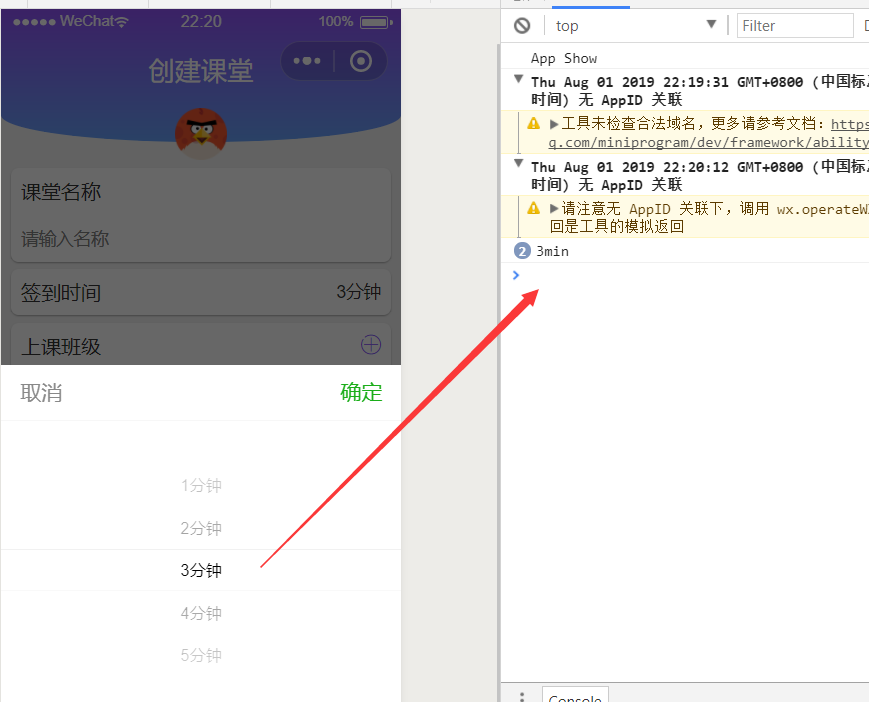 WeChat 22:20 100%
创建课堂
课堂名称
请输入名称
签到时间 3分钟
上课班级
取消 确定
1分钟
2分钟
3分钟
4分钟
5分钟
top Filter
App Show
Thu Aug 01 2019 22:19:31 GMT+0800 (中国标
时间) 无 AppID 关联
工具未检查合法域名，更多请参考文档：https
q.com/miniprogram/dev/framework/ability
Thu Aug 01 2019 22:20:12 GMT+0800 (中国标
时间) 无 AppID 关联
请注意无 AppID 关联下，调用 wx.operateW
回是工具的模拟返回
2 3min
Console